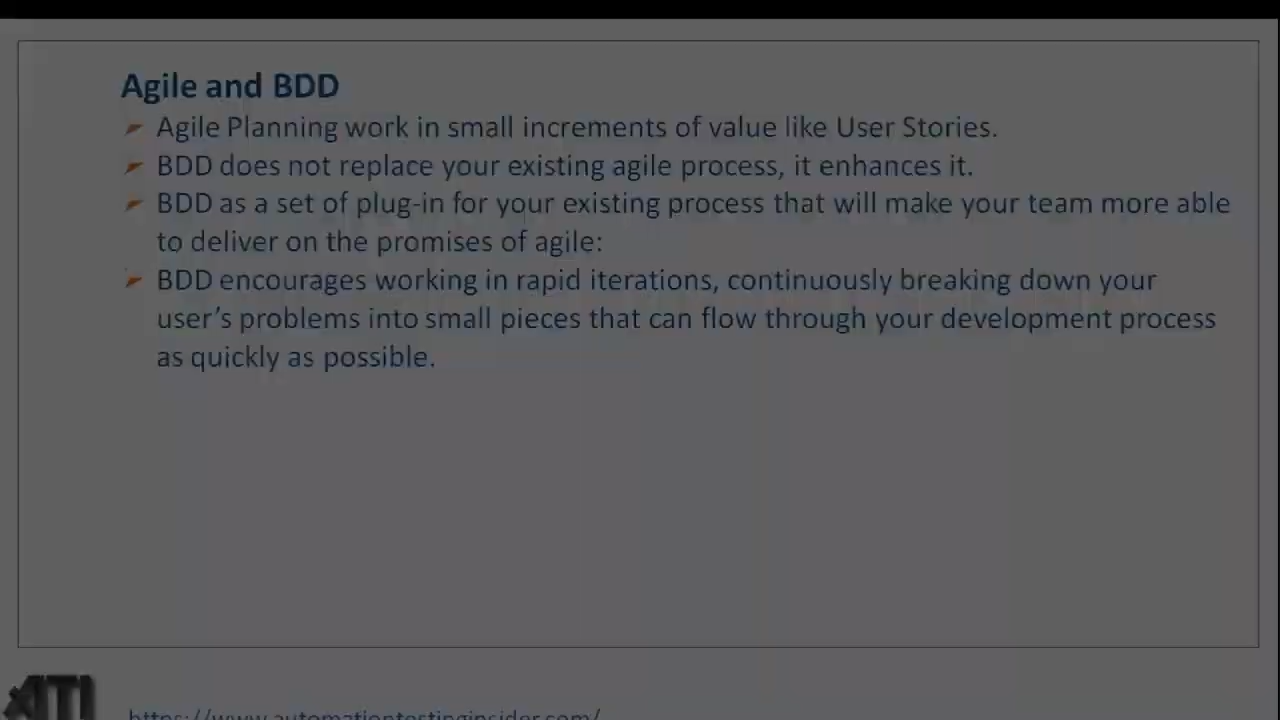 Agile and BDD
Agile Planning work in small increments of value like User Stories.
BDD does not replace your existing agile process, it enhances it.
BDD as a set of plug-in for your existing process that will make your team more able
to deliver on the promises of agile:
BDD encourages working in rapid iterations, continuously breaking down your
user’s problems into small pieces that can flow through your development process
as quickly as possible.
ATI
https://www.automationtestinginsider.com/